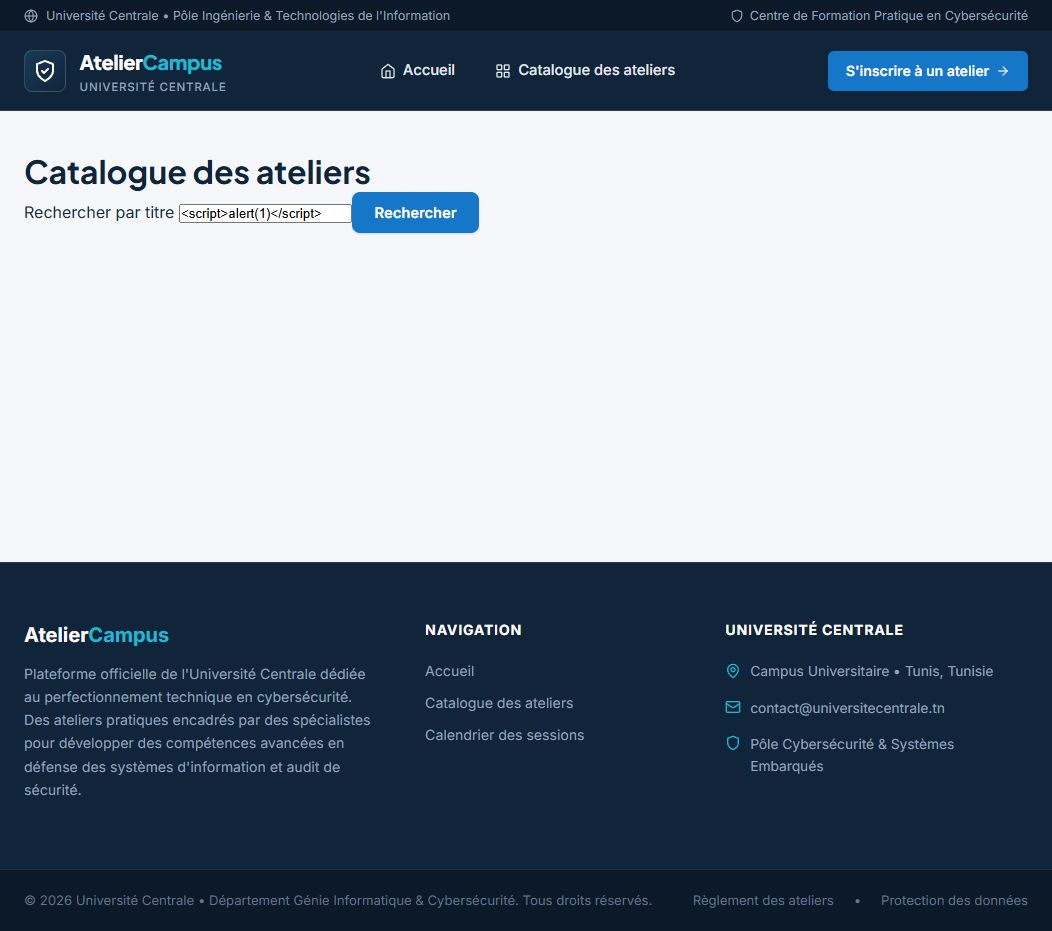 Université Centrale • Pôle Ingénierie & Technologies de l'Information
Centre de Formation Pratique en Cybersécurité
AtelierCampus
UNIVERSITÉ CENTRALE
Accueil
Catalogue des ateliers
S'inscrire à un atelier →
Catalogue des ateliers
Rechercher par titre <script>alert(1)</script> Rechercher
AtelierCampus
Plateforme officielle de l'Université Centrale dédiée
au perfectionnement technique en cybersécurité.
Des ateliers pratiques encadrés par des spécialistes
pour développer des compétences avancées en
défense des systèmes d'information et audit de
sécurité.
NAVIGATION
Accueil
Catalogue des ateliers
Calendrier des sessions
UNIVERSITÉ CENTRALE
Campus Universitaire • Tunis, Tunisie
contact@universitecentrale.tn
Pôle Cybersécurité & Systèmes
Embarqués
© 2026 Université Centrale • Département Génie Informatique & Cybersécurité. Tous droits réservés.
Règlement des ateliers • Protection des données